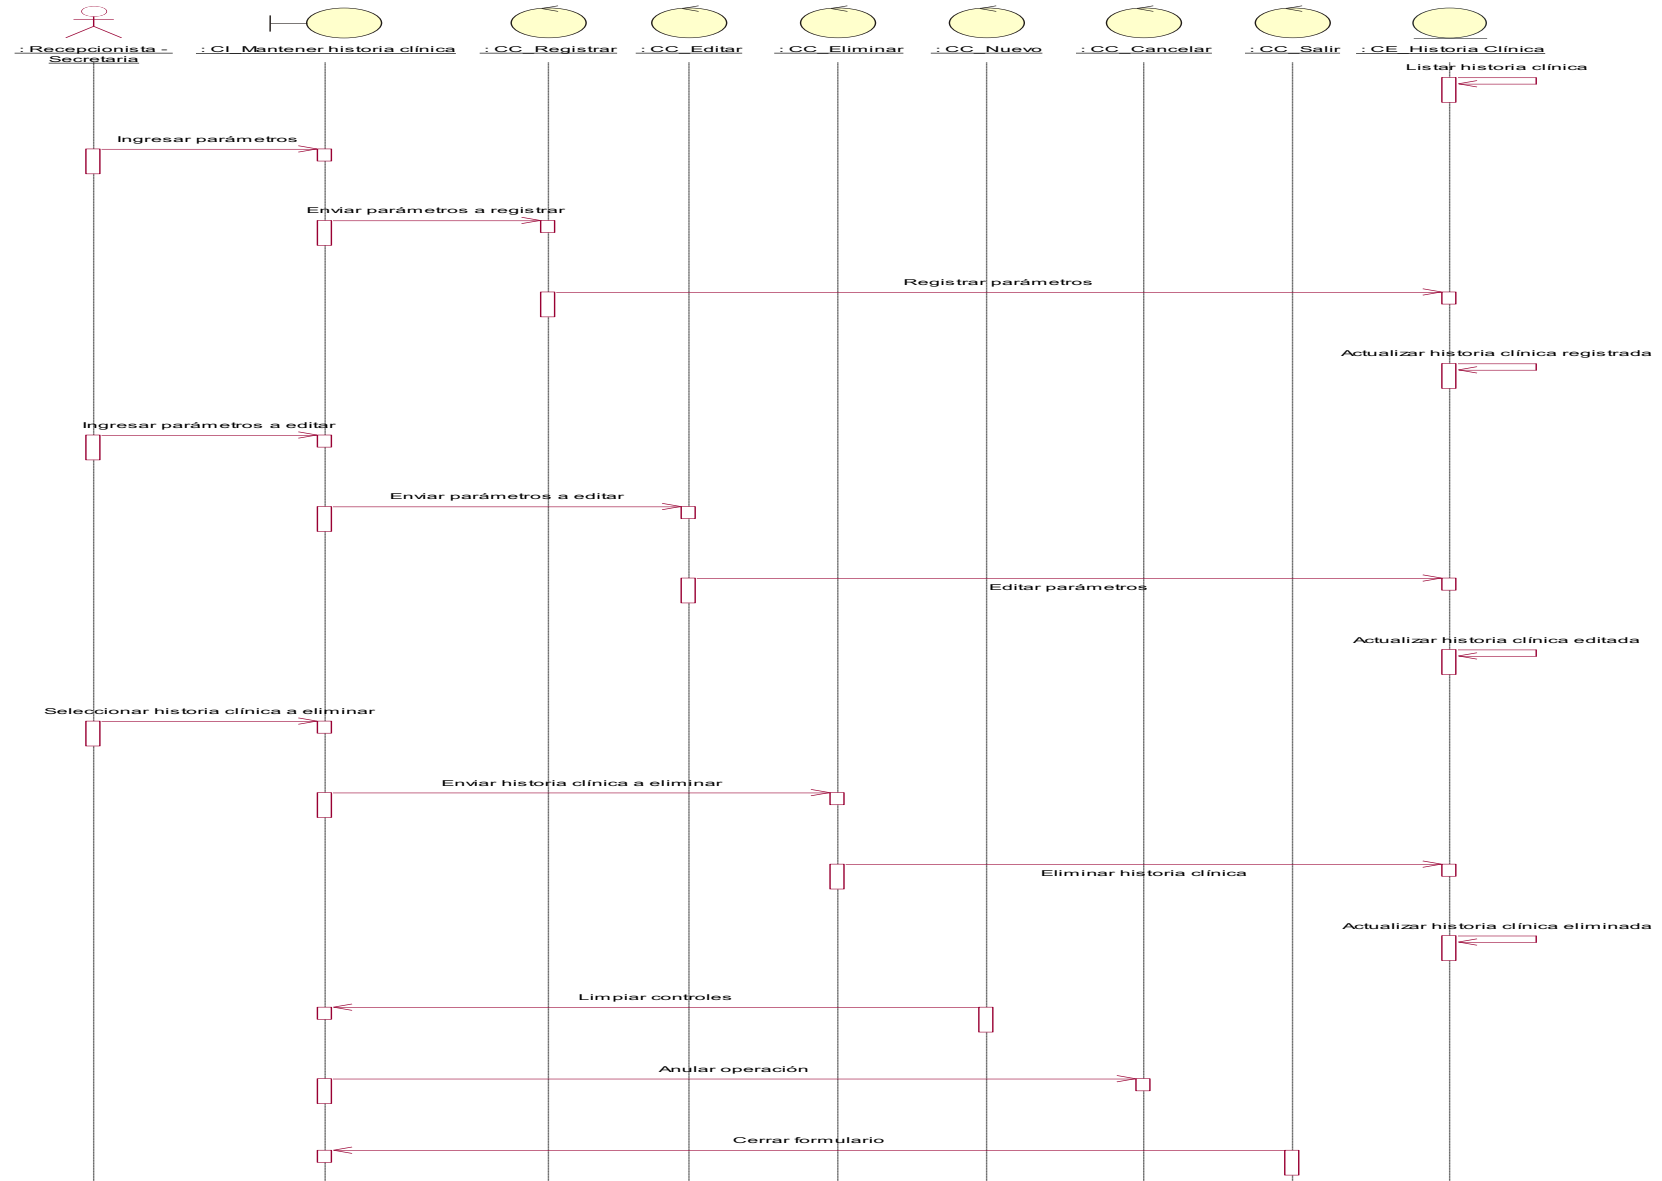 : Recepcionista -
Secretaria
: CI_Mantener historia clínica
: CC_Registrar
: CC_Editar
: CC_Eliminar
: CC_Nuevo
: CC_Cancelar
: CC_Salir
: CE_Historia Clínica
Listar historia clínica
Ingresar parámetros
Enviar parámetros a registrar
Registrar parámetros
Actualizar historia clínica registrada
Ingresar parámetros a editar
Enviar parámetros a editar
Editar parámetros
Actualizar historia clínica editada
Seleccionar historia clínica a eliminar
Enviar historia clínica a eliminar
Eliminar historia clínica
Actualizar historia clínica eliminada
Limpiar controles
Anular operación
Cerrar formulario